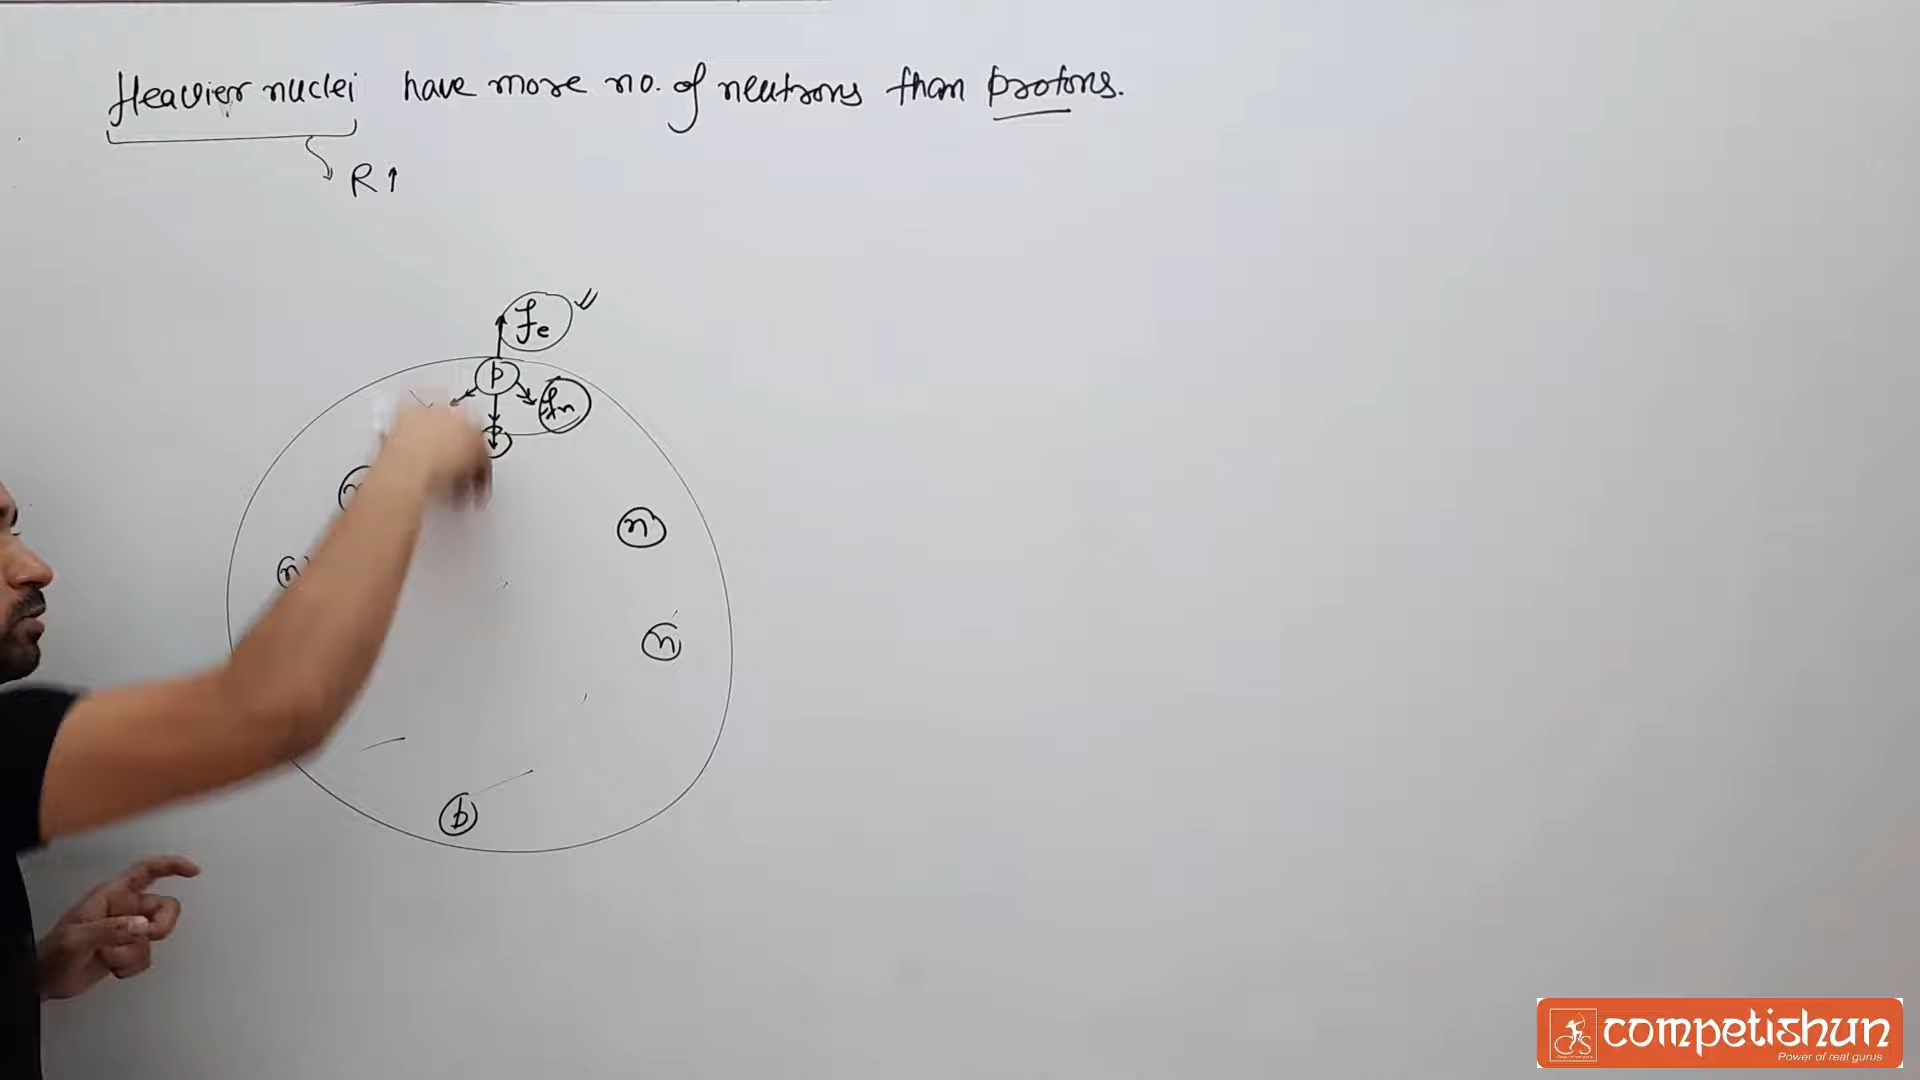 Heavier nuclei have more no. of neutrons than protons.
R↑
fe
p
fn
n
n
n
p
competishun
Power of real gurus